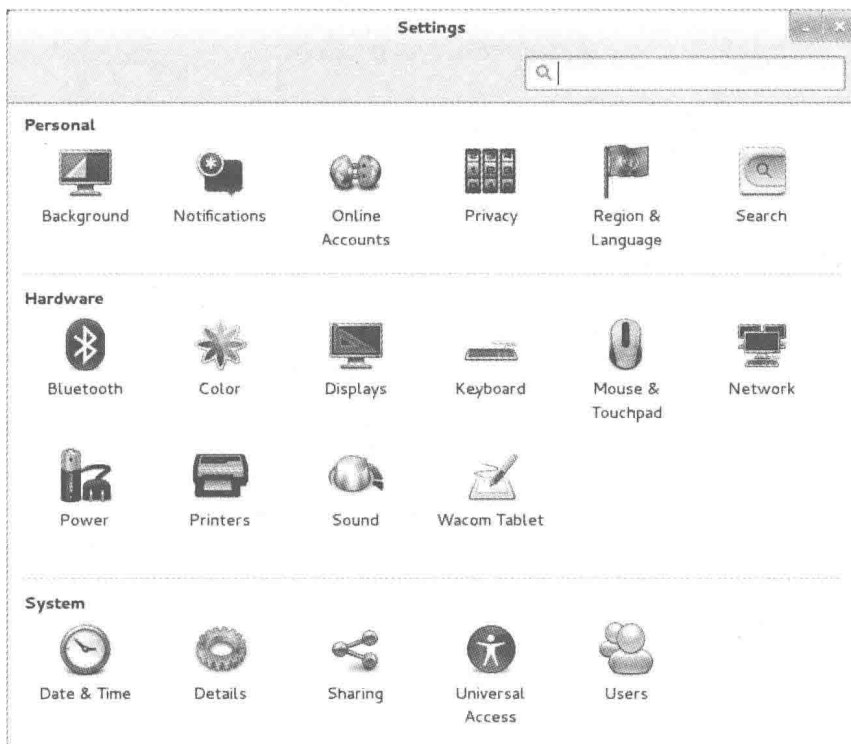 Settings
Personal
Background
Notifications
Online
Accounts
Privacy
Region &
Language
Search
Hardware
Bluetooth
Color
Displays
Keyboard
Mouse &
Touchpad
Network
Power
Printers
Sound
Wacom Tablet
System
Date & Time
Details
Sharing
Universal
Access
Users